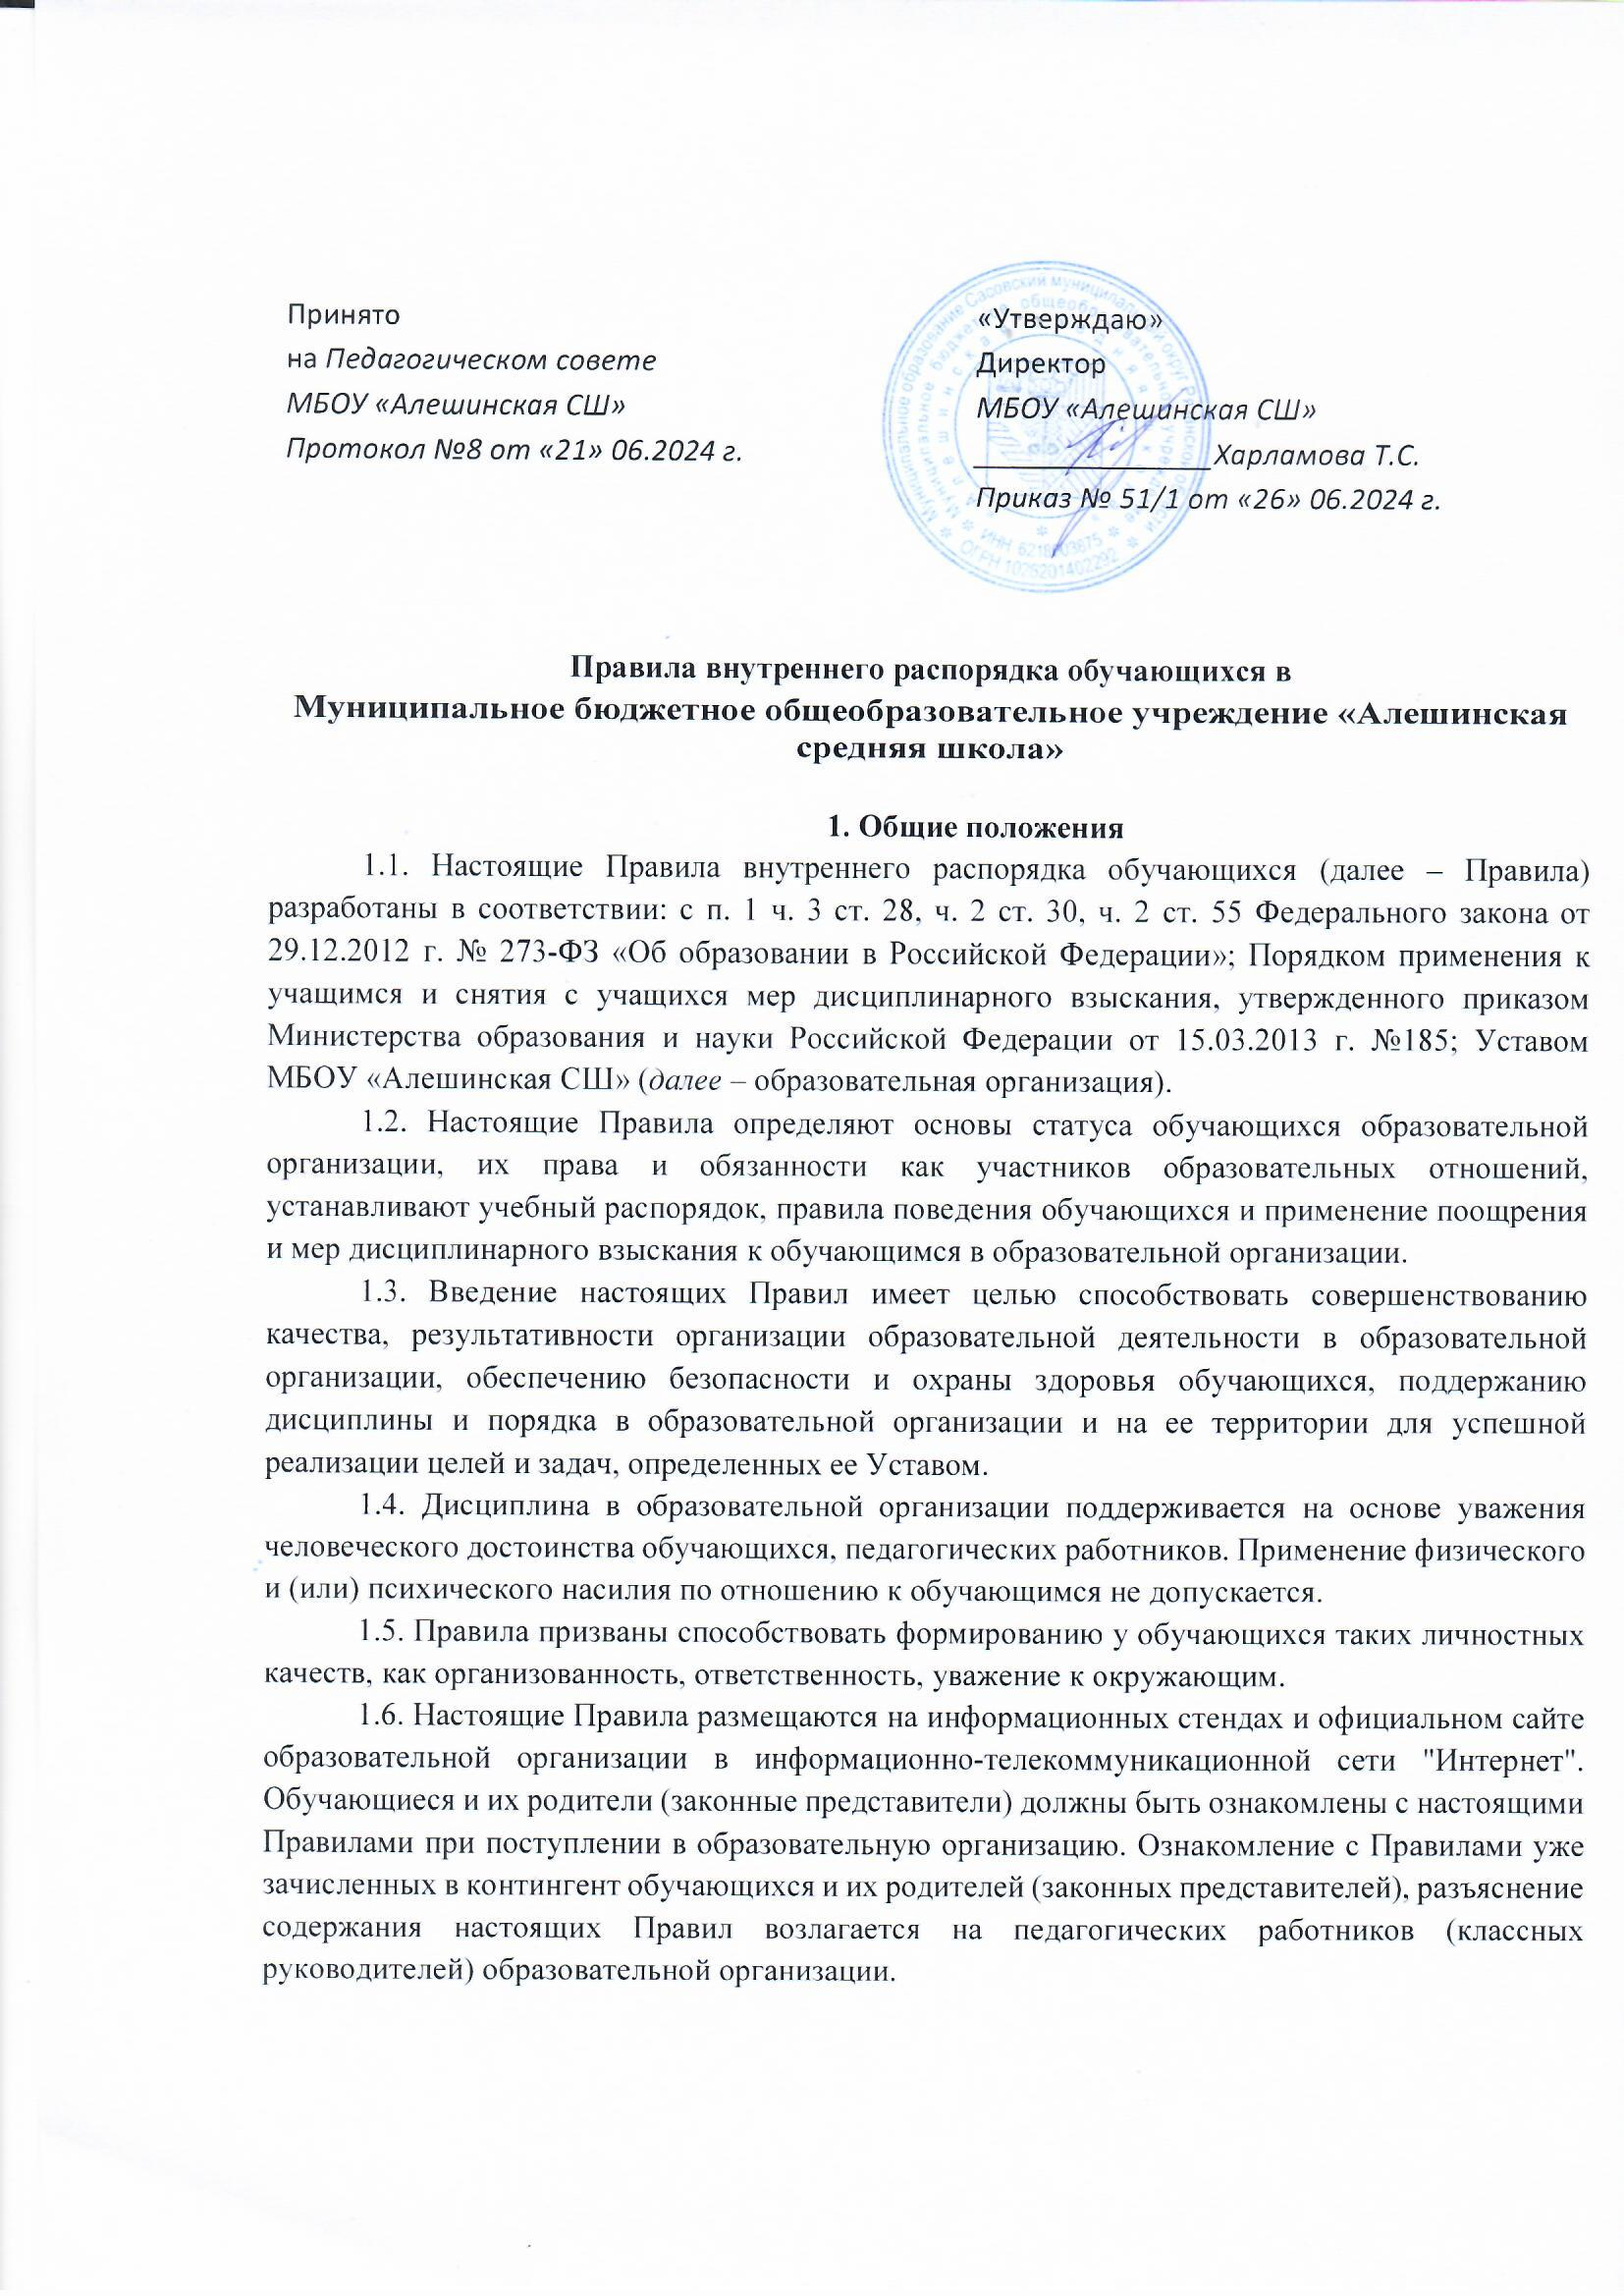 Принято
на Педагогическом совете
МБОУ «Алешинская СШ»
Протокол №8 от «21» 06.2024 г.
«Утверждаю»
Директор
МБОУ «Алешинская СШ»
Харламова Т.С.
Приказ № 51/1 от «26» 06.2024 г.
ОГРН 1026201402292
Правила внутреннего распорядка обучающихся в
Муниципальное бюджетное общеобразовательное учреждение «Алешинская
средняя школа»
1. Общие положения
1.1. Настоящие Правила внутреннего распорядка обучающихся (далее – Правила)
разработаны в соответствии: с п. 1 ч. 3 ст. 28, ч. 2 ст. 30, ч. 2 ст. 55 Федерального закона от
29.12.2012 г. № 273-ФЗ «Об образовании в Российской Федерации»; Порядком применения к
учащимся и снятия с учащихся мер дисциплинарного взыскания, утвержденного приказом
Министерства образования и науки Российской Федерации от 15.03.2013 г. №185; Уставом
МБОУ «Алешинская СШ» (далее – образовательная организация).
1.2. Настоящие Правила определяют основы статуса обучающихся образовательной
организации, их права и обязанности как участников образовательных отношений,
устанавливают учебный распорядок, правила поведения обучающихся и применение поощрения
и мер дисциплинарного взыскания к обучающимся в образовательной организации.
1.3. Введение настоящих Правил имеет целью способствовать совершенствованию
качества, результативности организации образовательной деятельности в образовательной
организации, обеспечению безопасности и охраны здоровья обучающихся, поддержанию
дисциплины и порядка в образовательной организации и на ее территории для успешной
реализации целей и задач, определенных ее Уставом.
1.4. Дисциплина в образовательной организации поддерживается на основе уважения
человеческого достоинства обучающихся, педагогических работников. Применение физического
и (или) психического насилия по отношению к обучающимся не допускается.
1.5. Правила призваны способствовать формированию у обучающихся таких личностных
качеств, как организованность, ответственность, уважение к окружающим.
1.6. Настоящие Правила размещаются на информационных стендах и официальном сайте
образовательной организации в информационно-телекоммуникационной сети "Интернет".
Обучающиеся и их родители (законные представители) должны быть ознакомлены с настоящими
Правилами при поступлении в образовательную организацию. Ознакомление с Правилами уже
зачисленных в контингент обучающихся и их родителей (законных представителей), разъяснение
содержания настоящих Правил возлагается на педагогических работников (классных
руководителей) образовательной организации.